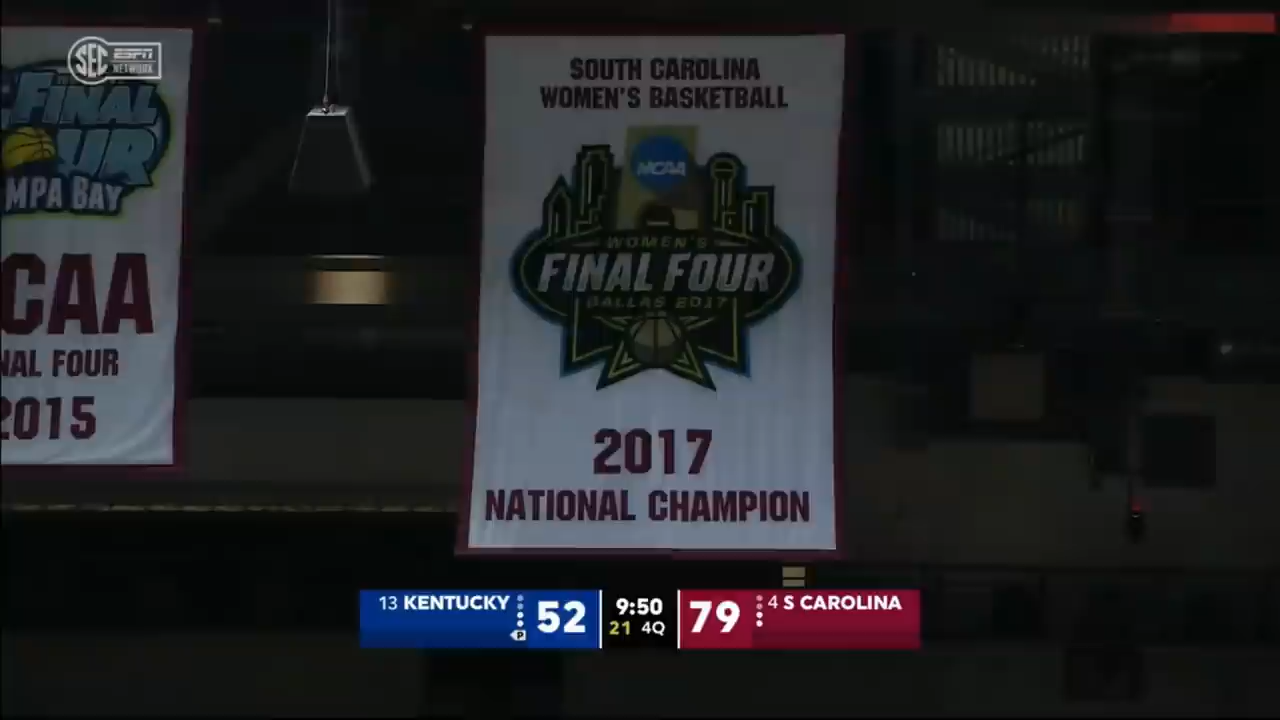 SEC ESPN
NETWORK
FINAL
UR
MPA BAY
CAA
NAL FOUR
2015
SOUTH CAROLINA
WOMEN'S BASKETBALL
NCAA
WOMEN'S
FINAL FOUR
DALLAS 2017
2017
NATIONAL CHAMPION
13 KENTUCKY 52
P
9:50
21 4Q
79 4 S CAROLINA